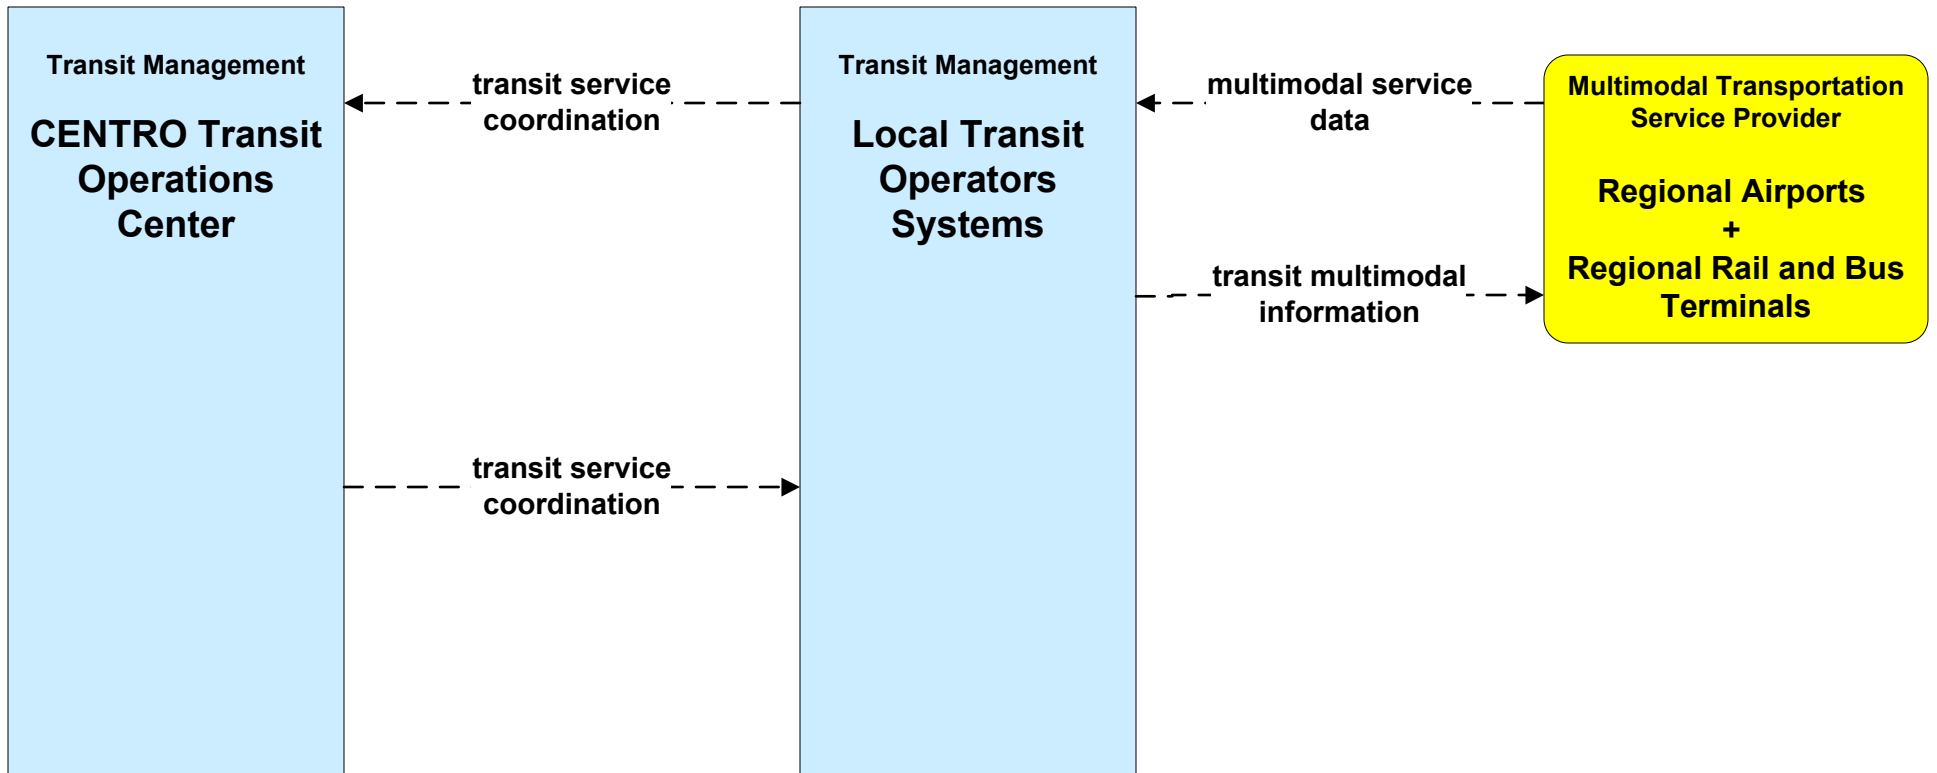 Transit Management
CENTRO Transit
Operations
Center
transit service
coordination
transit service
coordination
Transit Management
Local Transit
Operators
Systems
multimodal service
data
transit multimodal
information
Multimodal Transportation
Service Provider
Regional Airports
+
Regional Rail and Bus
Terminals